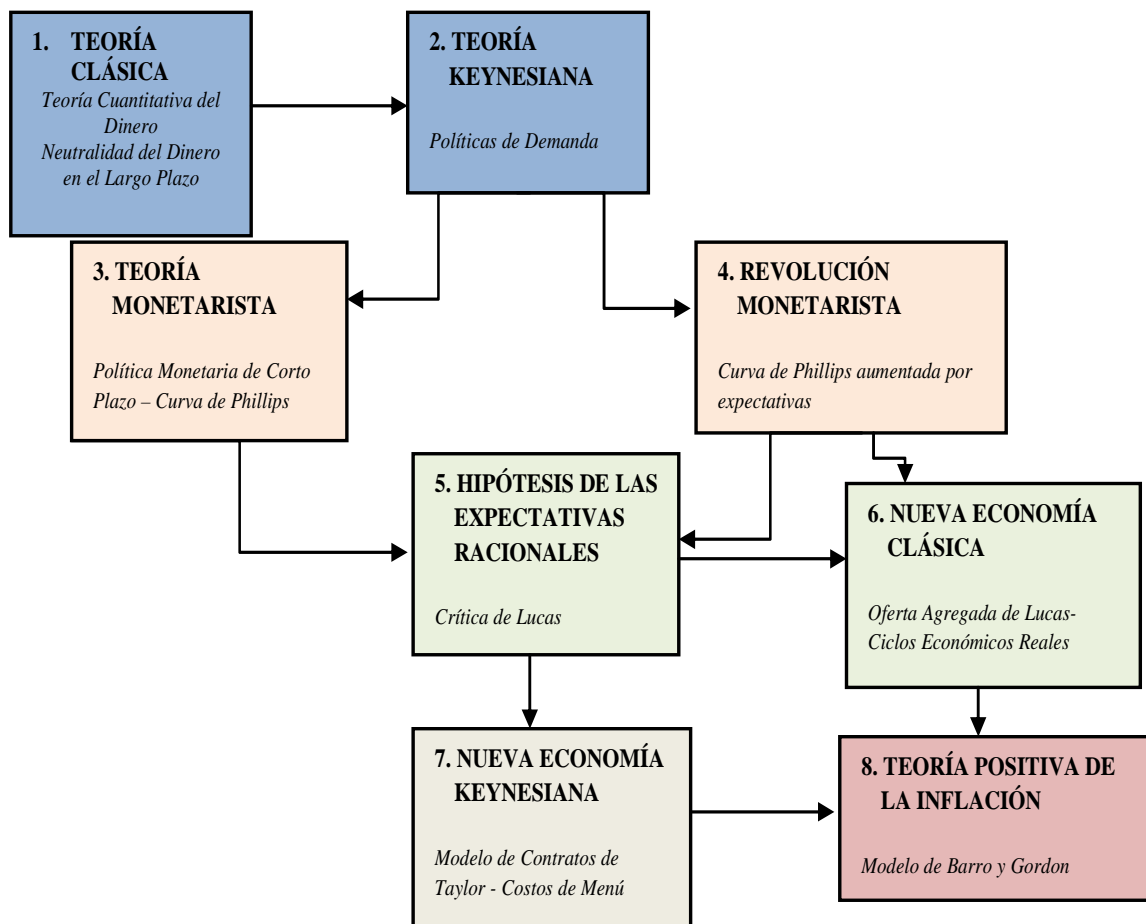 1. TEORÍA
CLÁSICA
Teoría Cuantitativa del
Dinero
Neutralidad del Dinero
en el Largo Plazo
2. TEORÍA
KEYNESIANA
Políticas de Demanda
3. TEORÍA
MONETARISTA
Política Monetaria de Corto
Plazo – Curva de Phillips
4. REVOLUCIÓN
MONETARISTA
Curva de Phillips aumentada por
expectativas
5. HIPÓTESIS DE LAS
EXPECTATIVAS
RACIONALES
Crítica de Lucas
6. NUEVA ECONOMÍA
CLÁSICA
Oferta Agregada de Lucas-
Ciclos Económicos Reales
7. NUEVA ECONOMÍA
KEYNESIANA
Modelo de Contratos de
Taylor - Costos de Menú
8. TEORÍA POSITIVA DE
LA INFLACIÓN
Modelo de Barro y Gordon